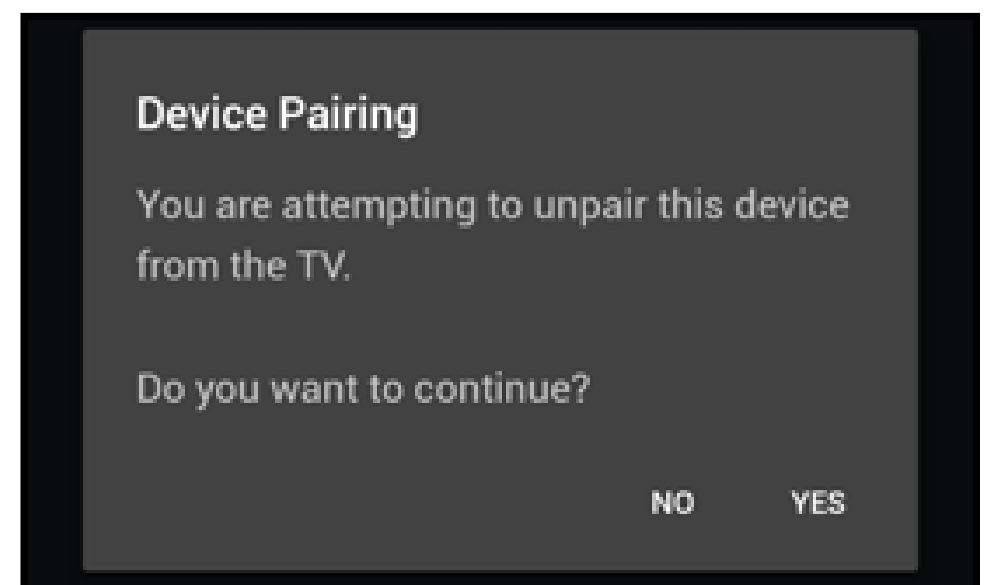 Device Pairing
You are attempting to unpair this device
from the TV.
Do you want to continue?
NO YES